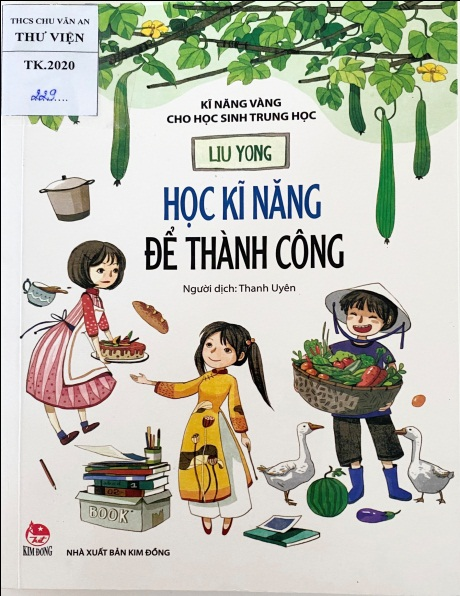 THCS CHU VĂN AN
THƯ VIỆN
TK.2020
229....
KĨ NĂNG VÀNG
CHO HỌC SINH TRUNG HỌC
LIU YONG
HỌC KĨ NĂNG
ĐỂ THÀNH CÔNG
Người dịch: Thanh Uyên
BOOK
KIM ĐỒNG
NHÀ XUẤT BẢN KIM ĐỒNG